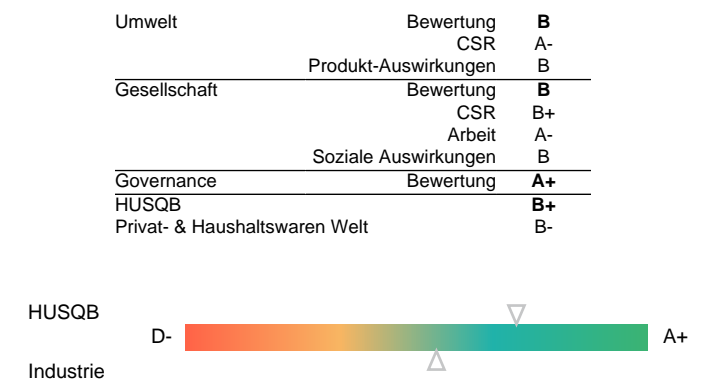 Umwelt Bewertung B
CSR A-
Produkt-Auswirkungen B
Gesellschaft Bewertung B
CSR B+
Arbeit A-
Soziale Auswirkungen B
Governance Bewertung A+
HUSQB B+
Privat- & Haushaltswaren Welt B-
HUSQB
D- A+
Industrie